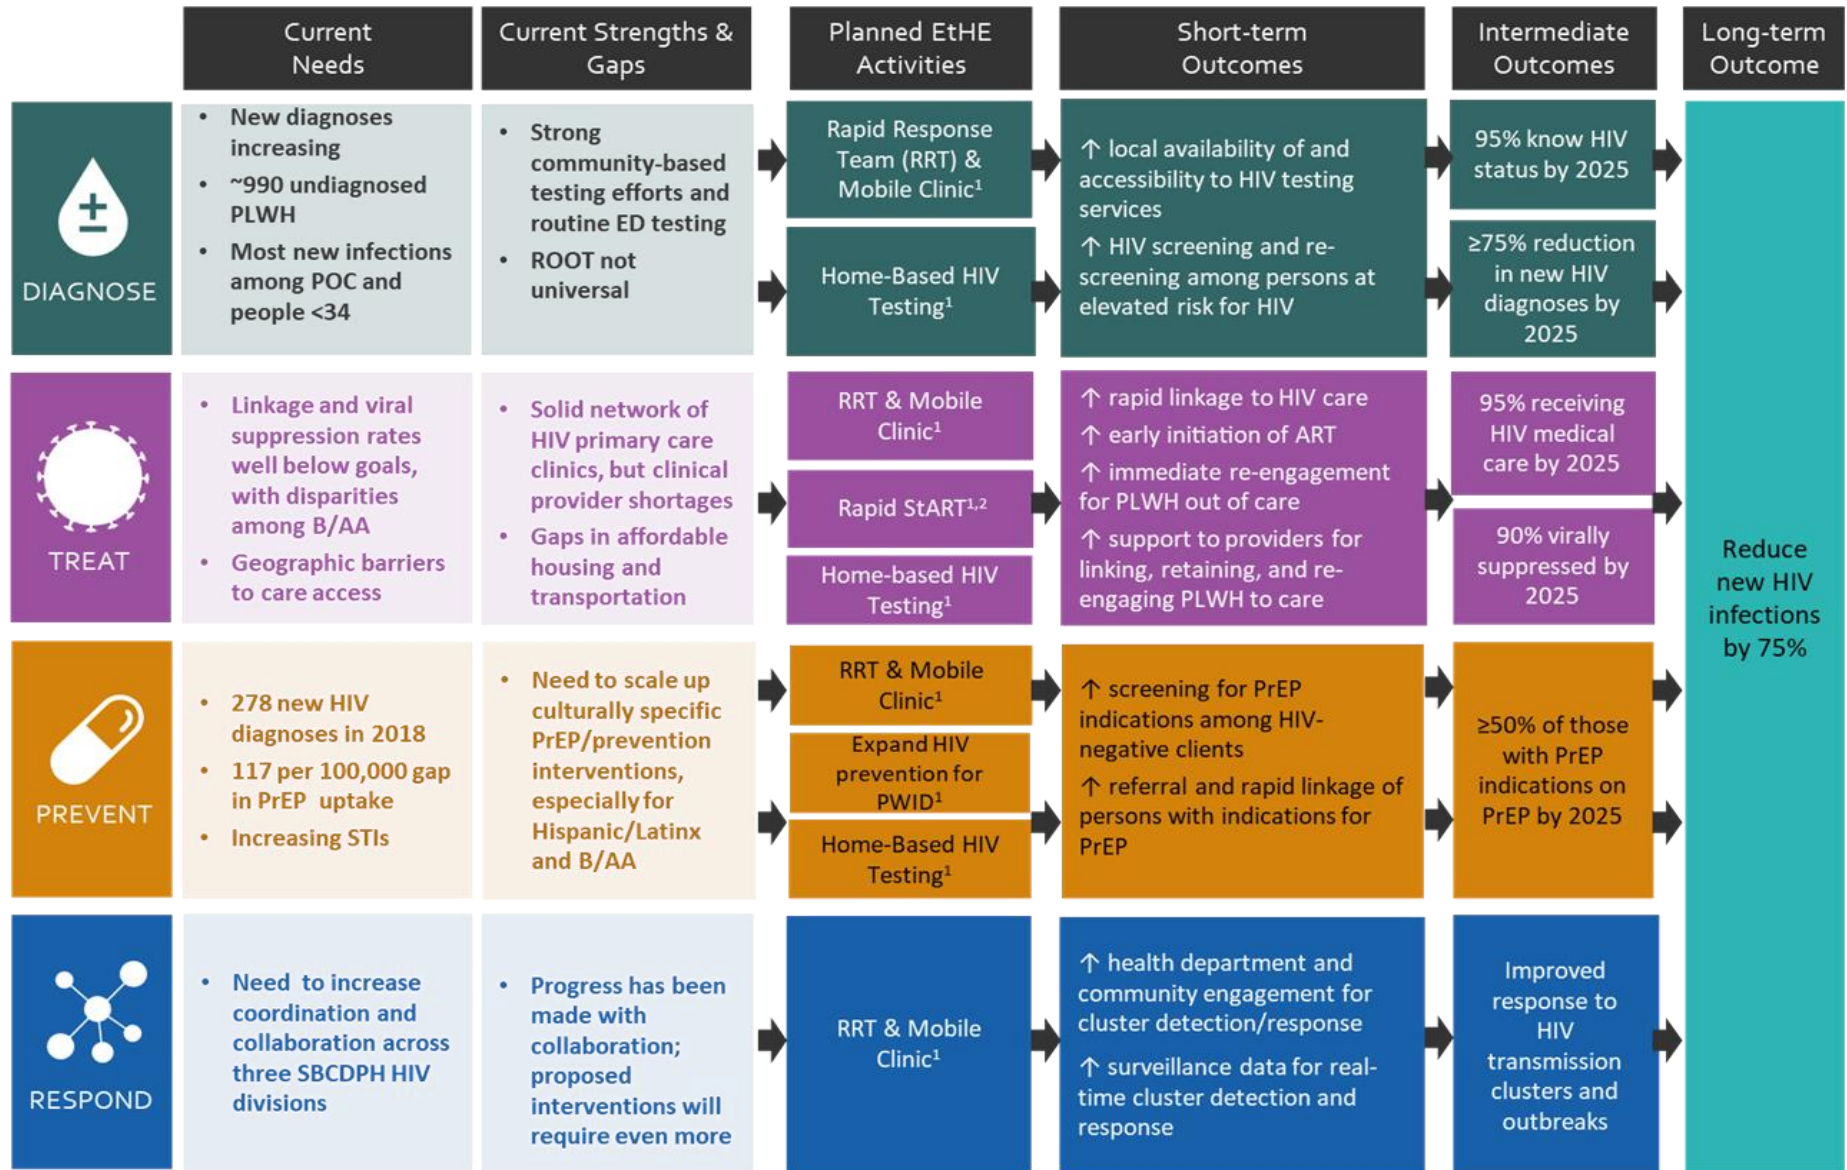 Current
Needs
Current Strengths &
Gaps
Planned EtHE
Activities
Short-term
Outcomes
Intermediate
Outcomes
Long-term
Outcome
DIAGNOSE
• New diagnoses
increasing
• ~990 undiagnosed
PLWH
• Most new infections
among POC and
people <34
• Strong
community-based
testing efforts and
routine ED testing
• ROOT not
universal
Rapid Response
Team (RRT) &
Mobile Clinic¹
Home-Based HIV
Testing¹
↑ local availability of and
accessibility to HIV testing
services
↑ HIV screening and re-
screening among persons at
elevated risk for HIV
95% know HIV
status by 2025
≥75% reduction
in new HIV
diagnoses by
2025
TREAT
• Linkage and viral
suppression rates
well below goals,
with disparities
among B/AA
• Geographic barriers
to care access
• Solid network of
HIV primary care
clinics, but clinical
provider shortages
• Gaps in affordable
housing and
transportation
RRT & Mobile
Clinic¹
Rapid StART¹,²
Home-based HIV
Testing¹
↑ rapid linkage to HIV care
↑ early initiation of ART
↑ immediate re-engagement
for PLWH out of care
↑ support to providers for
linking, retaining, and re-
engaging PLWH to care
95% receiving
HIV medical
care by 2025
90% virally
suppressed by
2025
PREVENT
• 278 new HIV
diagnoses in 2018
• 117 per 100,000 gap
in PrEP uptake
• Increasing STIs
• Need to scale up
culturally specific
PrEP/prevention
interventions,
especially for
Hispanic/Latinx
and B/AA
RRT & Mobile
Clinic¹
Expand HIV
prevention for
PWID¹
Home-Based HIV
Testing¹
↑ screening for PrEP
indications among HIV-
negative clients
↑ referral and rapid linkage of
persons with indications for
PrEP
≥50% of those
with PrEP
indications on
PrEP by 2025
RESPOND
• Need to increase
coordination and
collaboration across
three SBCDPH HIV
divisions
• Progress has been
made with
collaboration;
proposed
interventions will
require even more
RRT & Mobile
Clinic¹
↑ health department and
community engagement for
cluster detection/response
↑ surveillance data for real-
time cluster detection and
response
Improved
response to
HIV
transmission
clusters and
outbreaks
Reduce
new HIV
infections
by 75%